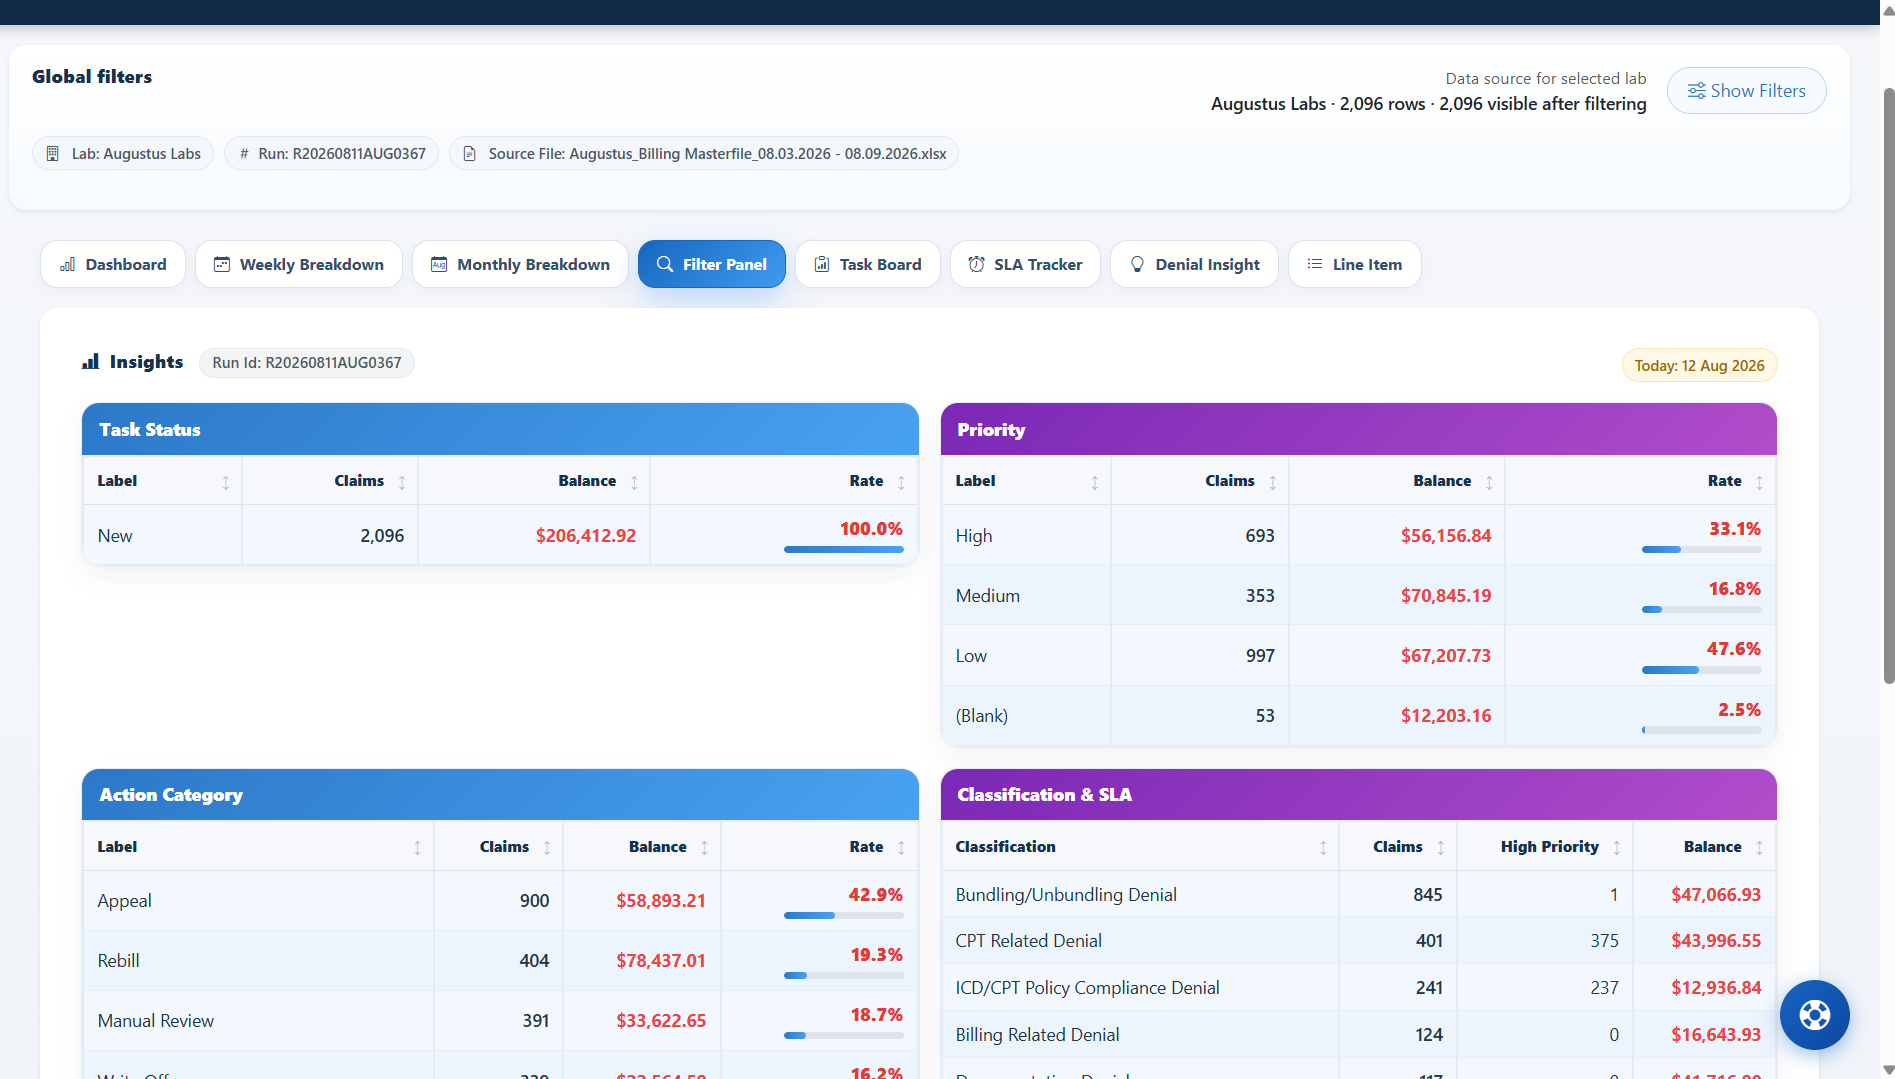 Global filters
Data source for selected lab
Augustus Labs · 2,096 rows · 2,096 visible after filtering
Show Filters
Lab: Augustus Labs
# Run: R20260811AUG0367
Source File: Augustus_Billing Masterfile_08.03.2026 - 08.09.2026.xlsx
Dashboard
Weekly Breakdown
Aug Monthly Breakdown
Filter Panel
Task Board
SLA Tracker
Denial Insight
Line Item
Insights
Run Id: R20260811AUG0367
Today: 12 Aug 2026
Task Status
Label Claims Balance Rate
New 2,096 $206,412.92 100.0%
Priority
Label Claims Balance Rate
High 693 $56,156.84 33.1%
Medium 353 $70,845.19 16.8%
Low 997 $67,207.73 47.6%
(Blank) 53 $12,203.16 2.5%
Action Category
Label Claims Balance Rate
Appeal 900 $58,893.21 42.9%
Rebill 404 $78,437.01 19.3%
Manual Review 391 $33,622.65 18.7%
16.2%
Classification & SLA
Classification Claims High Priority Balance
Bundling/Unbundling Denial 845 1 $47,066.93
CPT Related Denial 401 375 $43,996.55
ICD/CPT Policy Compliance Denial 241 237 $12,936.84
Billing Related Denial 124 0 $16,643.93